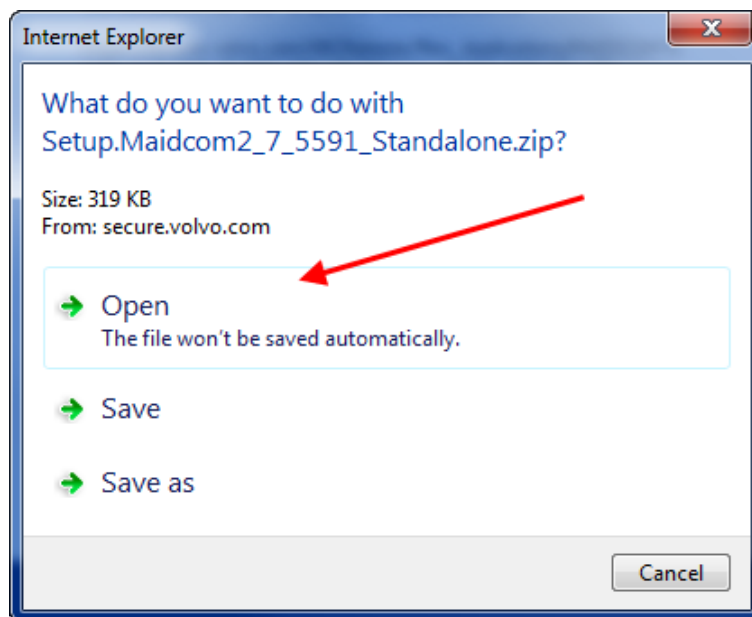 Internet Explorer
What do you want to do with
Setup.Maidcom2_7_5591_Standalone.zip?
Size: 319 KB
From: secure.volvo.com
Open
The file won't be saved automatically.
Save
Save as
Cancel